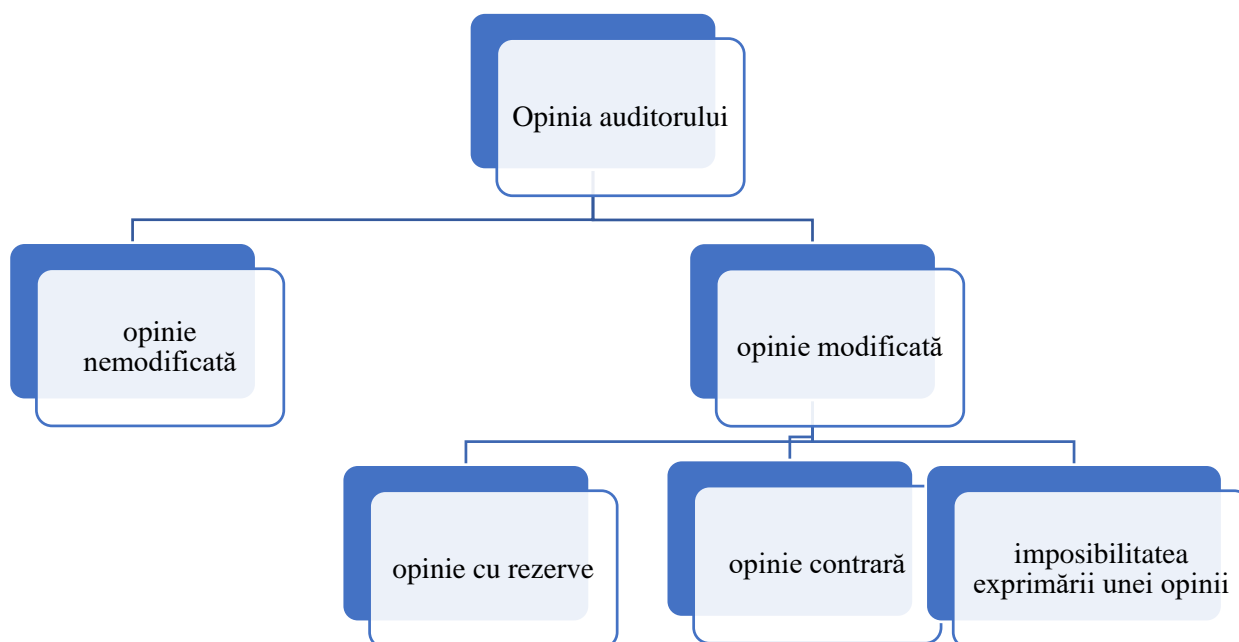 Opinia auditorului
opinie
nemodificată
opinie modificată
opinie cu rezerve
opinie contrară
imposibilitatea
exprimării unei opinii